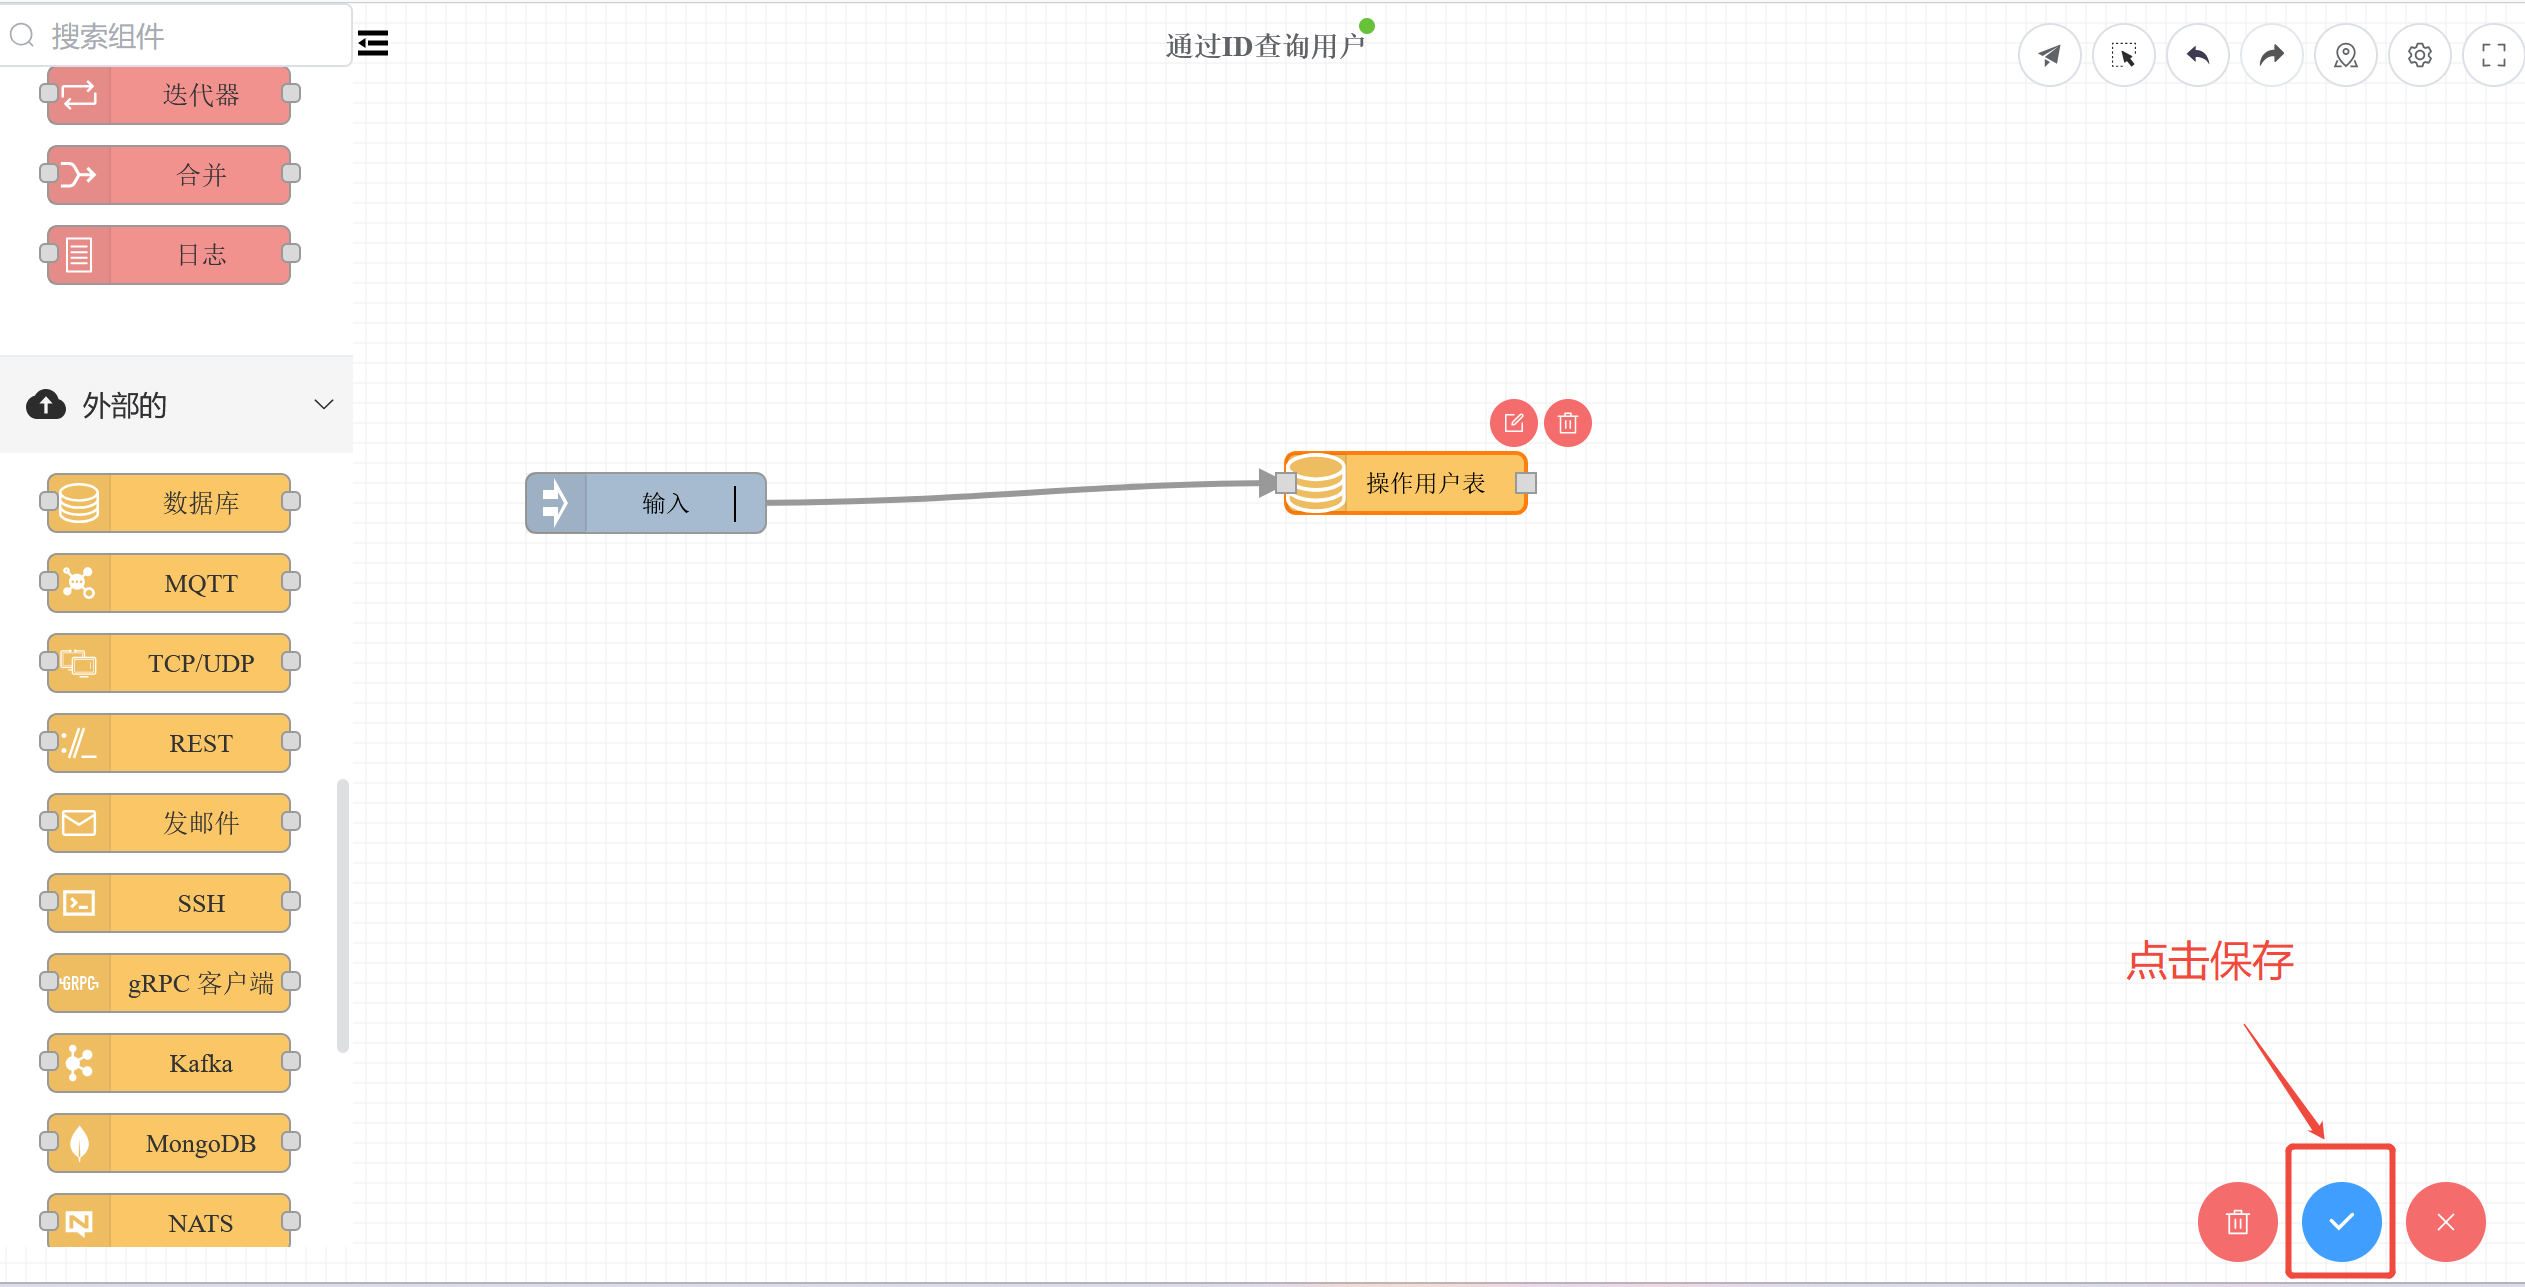 搜索组件
通过ID查询用户
迭代器
合并
日志
外部的
数据库
MQTT
TCP/UDP
REST
发邮件
SSH
GRPC
gRPC 客户端
Kafka
MongoDB
NATS
输入
操作用户表
点击保存